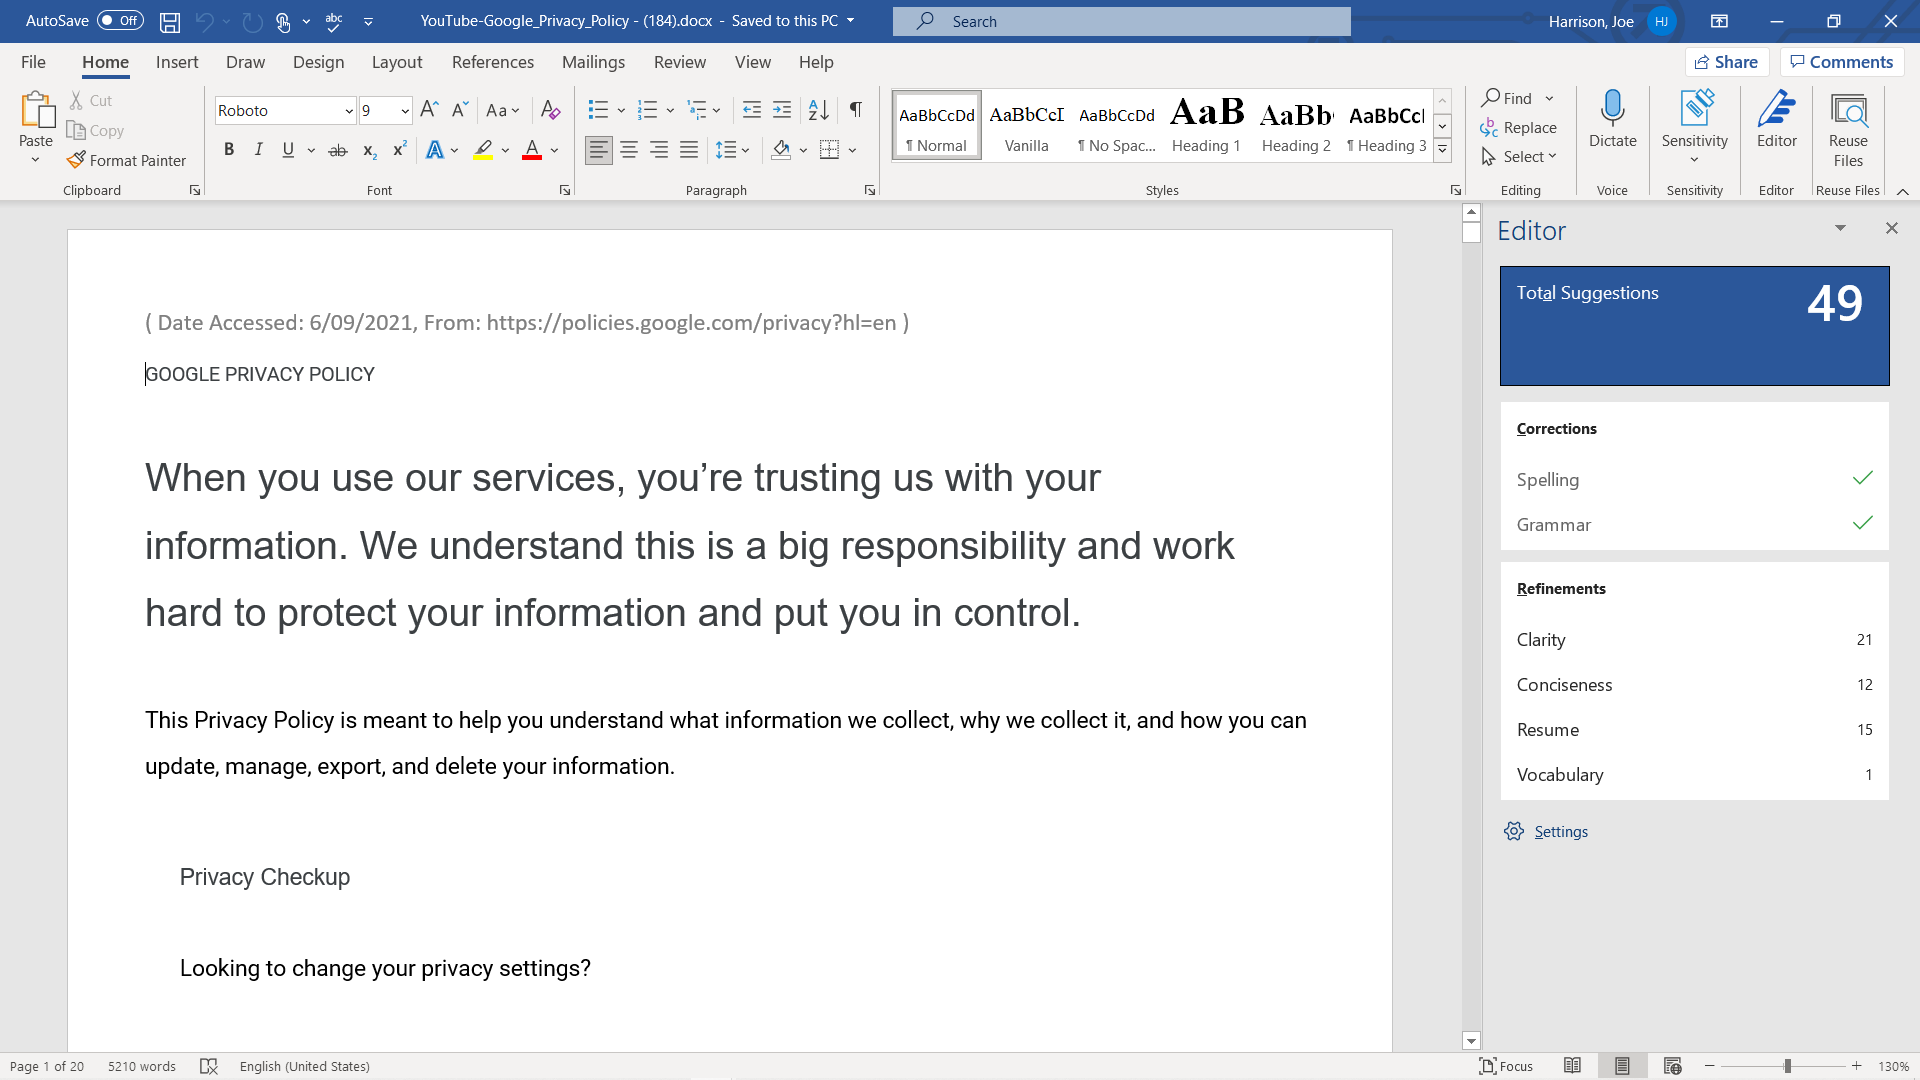 AutoSave Off YouTube-Google_Privacy_Policy - (184).docx - Saved to this PC Search Harrison, Joe HJ
File Home Insert Draw Design Layout References Mailings Review View Help Share Comments
Paste Cut Copy Format Painter
Clipboard
Roboto 9 Aa
B I U ab x₂ x² A A
Font
Paragraph
AaBbCcDd AaBbCcI AaBbCcDd AaB AaBb AaBbCc
¶ Normal Vanilla ¶ No Spac... Heading 1 Heading 2 ¶ Heading 3
Styles
Find
Replace
Select
Editing
Dictate
Voice
Sensitivity
Sensitivity
Editor
Editor
Reuse
Files
Reuse Files
( Date Accessed: 6/09/2021, From: https://policies.google.com/privacy?hl=en )
GOOGLE PRIVACY POLICY
When you use our services, you’re trusting us with your
information. We understand this is a big responsibility and work
hard to protect your information and put you in control.
This Privacy Policy is meant to help you understand what information we collect, why we collect it, and how you can
update, manage, export, and delete your information.
Privacy Checkup
Looking to change your privacy settings?
Editor
Total Suggestions 49
Corrections
Spelling
Grammar
Refinements
Clarity 21
Conciseness 12
Resume 15
Vocabulary 1
Settings
Page 1 of 20 5210 words English (United States) Focus 130%